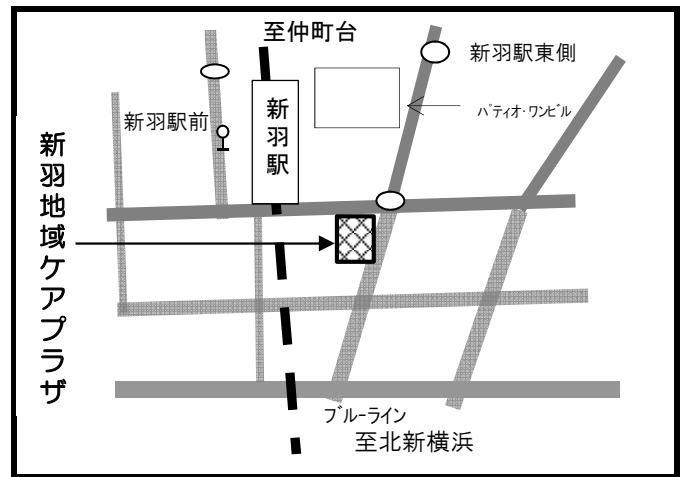 至仲町台
新羽駅東側
パティオ・ワンビル
新羽駅前
新羽駅
新羽地域ケアプラザ
ブルーライン
至北新横浜